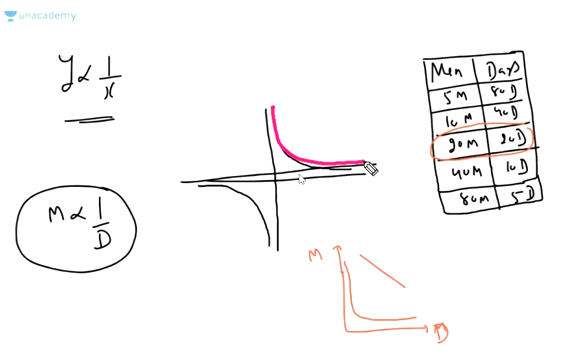 unacademy
y ∝ 1/x
Men Days
5M 80D
10M 40D
20M 20D
40M 10D
80M 5D
M ∝ 1/D
M
D